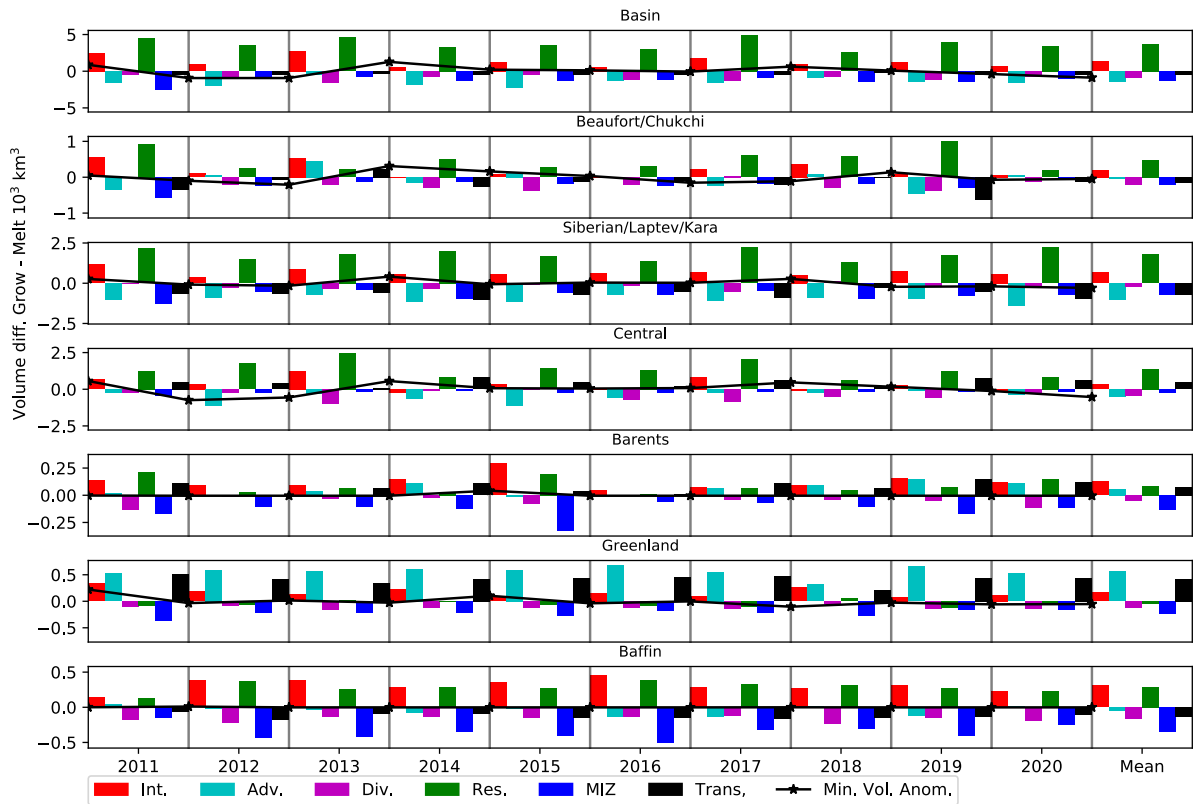 Basin
5
0
−5
Beaufort/Chukchi
1
0
−1
Siberian/Laptev/Kara
2.5
0.0
−2.5
Central
2.5
0.0
−2.5
Barents
0.25
0.00
−0.25
Greenland
0.5
0.0
−0.5
Baffin
0.5
0.0
−0.5
Volume diff. Grow - Melt 10³ km³
2011 2012 2013 2014 2015 2016 2017 2018 2019 2020 Mean
Int. Adv. Div. Res. MIZ Trans, Min. Vol. Anom.